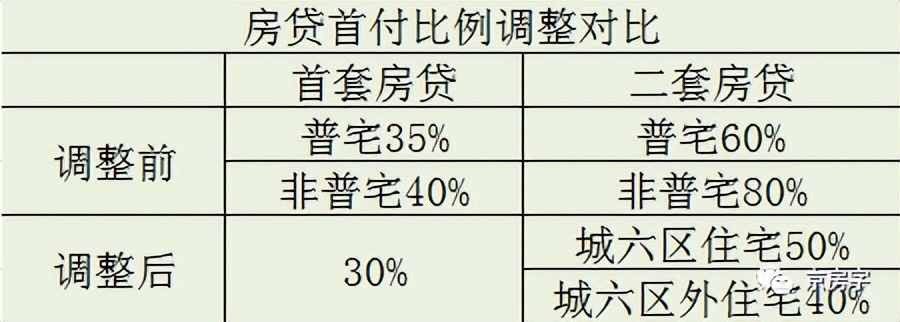 房贷首付比例调整对比
首套房贷 二套房贷
调整前 普宅35% 普宅60%
非普宅40% 非普宅80%
调整后 30% 城六区住宅50%
城六区外住宅40%
京房字